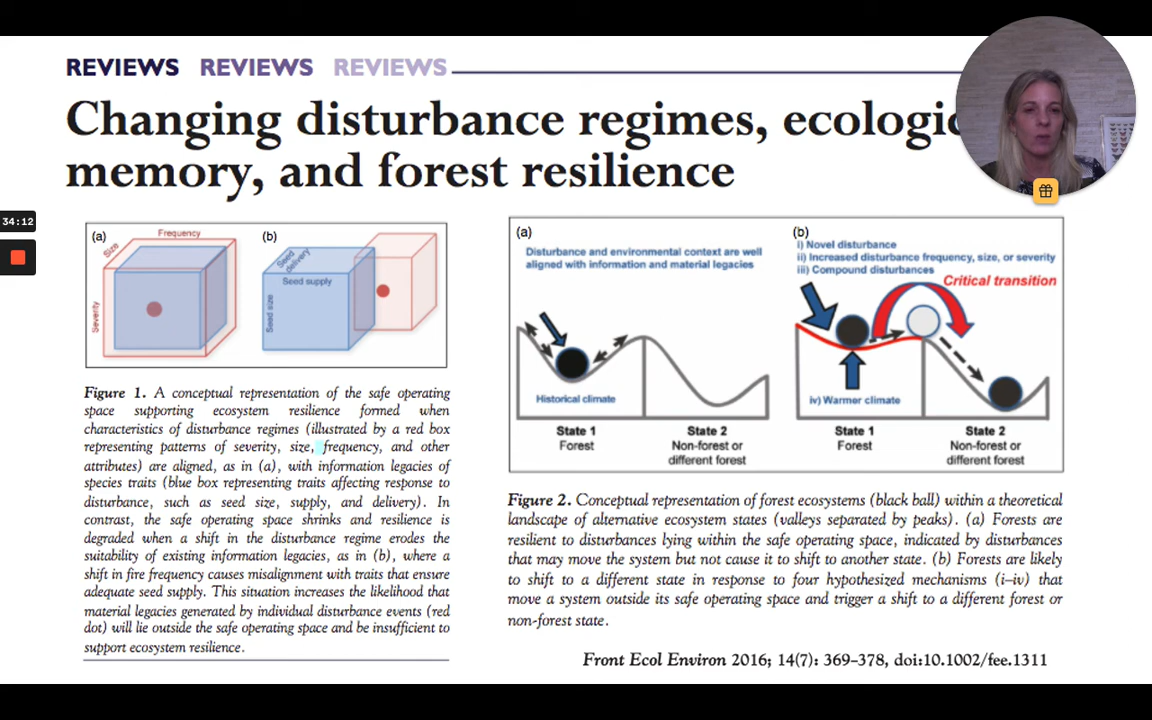 REVIEWS REVIEWS REVIEWS
Changing disturbance regimes,
memory, and forest resilience
34:12
(a)
Size
Frequency
Severity
(b)
Seed delivery
Seed supply
Seed size
Figure 1. A conceptual representation of the safe operating
space supporting ecosystem resilience formed when
characteristics of disturbance regimes (illustrated by a red box
representing patterns of severity, size, frequency, and other
attributes) are aligned, as in (a), with information legacies of
species traits (blue box representing traits affecting response to
disturbance, such as seed size, supply, and delivery). In
contrast, the safe operating space shrinks and resilience is
degraded when a shift in the disturbance regime erodes the
suitability of existing information legacies, as in (b), where a
shift in fire frequency causes misalignment with traits that ensure
adequate seed supply. This situation increases the likelihood that
material legacies generated by individual disturbance events (red
dot) will lie outside the safe operating space and be insufficient to
support ecosystem resilience.
(a)
Disturbance and environmental context are well
aligned with information and material legacies
Historical climate
State 1
Forest
State 2
Non-forest or
different forest
(b)
i) Novel disturbance
ii) Increased disturbance frequency, size, or severity
iii) Compound disturbances
Critical transition
iv) Warmer climate
State 1
Forest
State 2
Non-forest or
different forest
Figure 2. Conceptual representation of forest ecosystems (black ball) within a theoretical
landscape of alternative ecosystem states (valleys separated by peaks). (a) Forests are
resilient to disturbances lying within the safe operating space, indicated by disturbances
that may move the system but not cause it to shift to another state. (b) Forests are likely
to shift to a different state in response to four hypothesized mechanisms (i–iv) that
move a system outside its safe operating space and trigger a shift to a different forest or
non-forest state.
Front Ecol Environ 2016; 14(7): 369–378, doi:10.1002/fee.1311